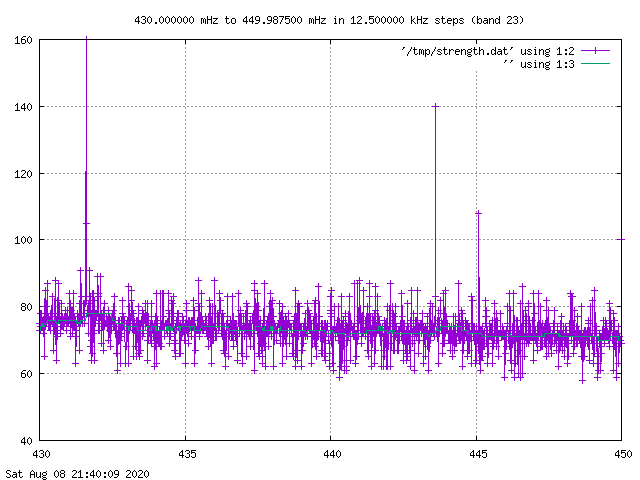 430.000000 mHz to 449.987500 mHz in 12.500000 kHz steps (band 23)
'/tmp/strength.dat' using 1:2
'' using 1:3
160
140
120
100
80
60
40
430 435 440 445 450
Sat Aug 08 21:40:09 2020